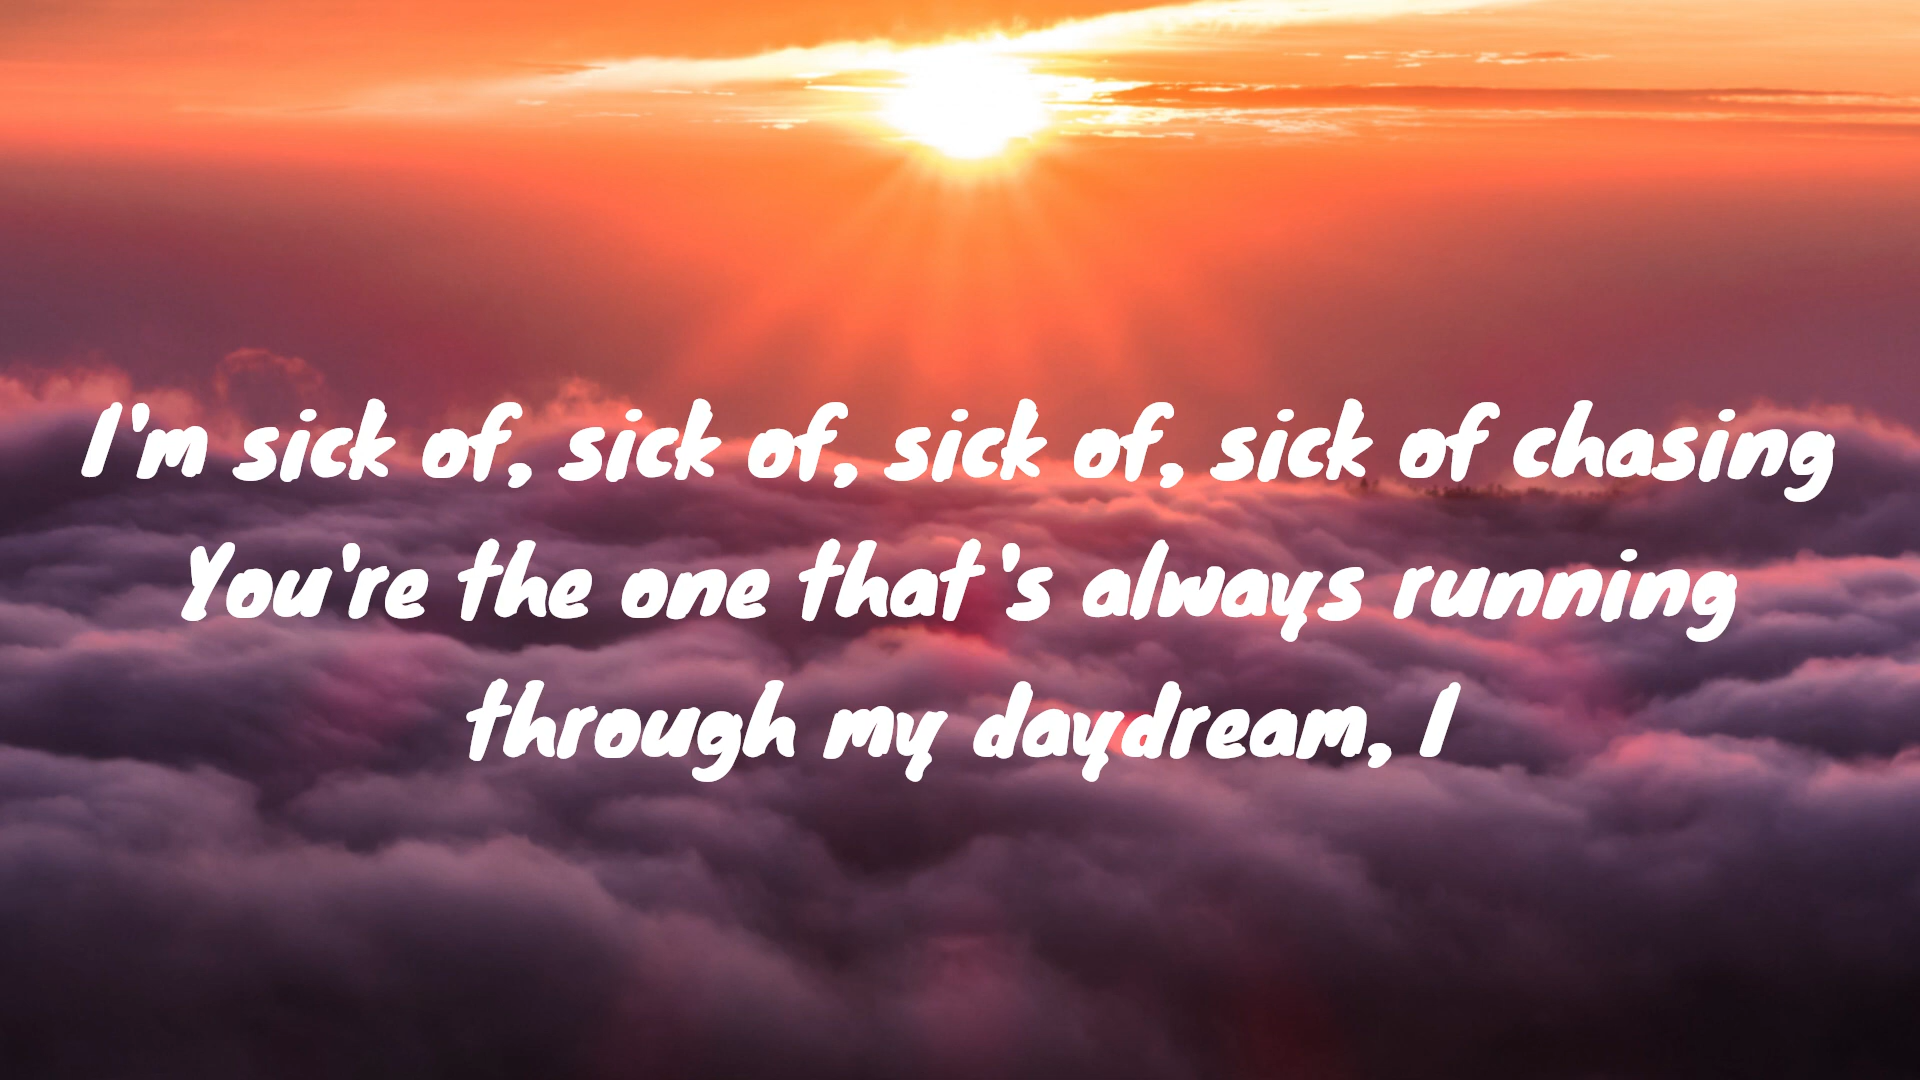 I'm sick of, sick of, sick of, sick of chasing
You're the one that's always running
through my daydream, I